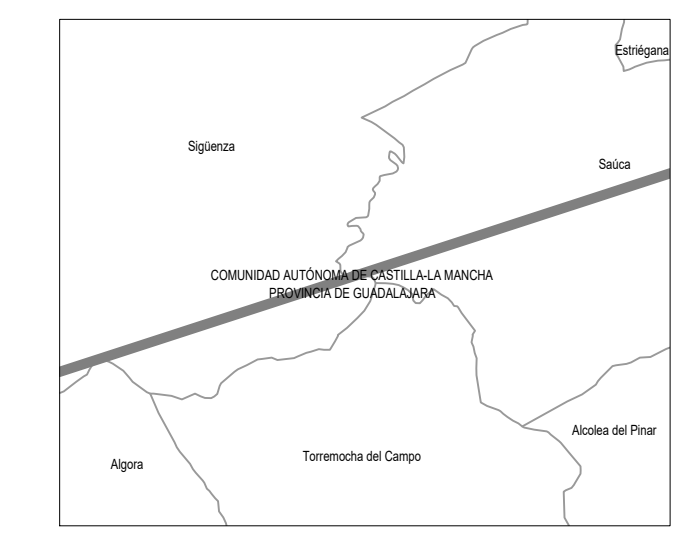 Estriégana
Sigüenza
Saúca
COMUNIDAD AUTÓNOMA DE CASTILLA-LA MANCHA
PROVINCIA DE GUADALAJARA
Alcolea del Pinar
Torremocha del Campo
Algora